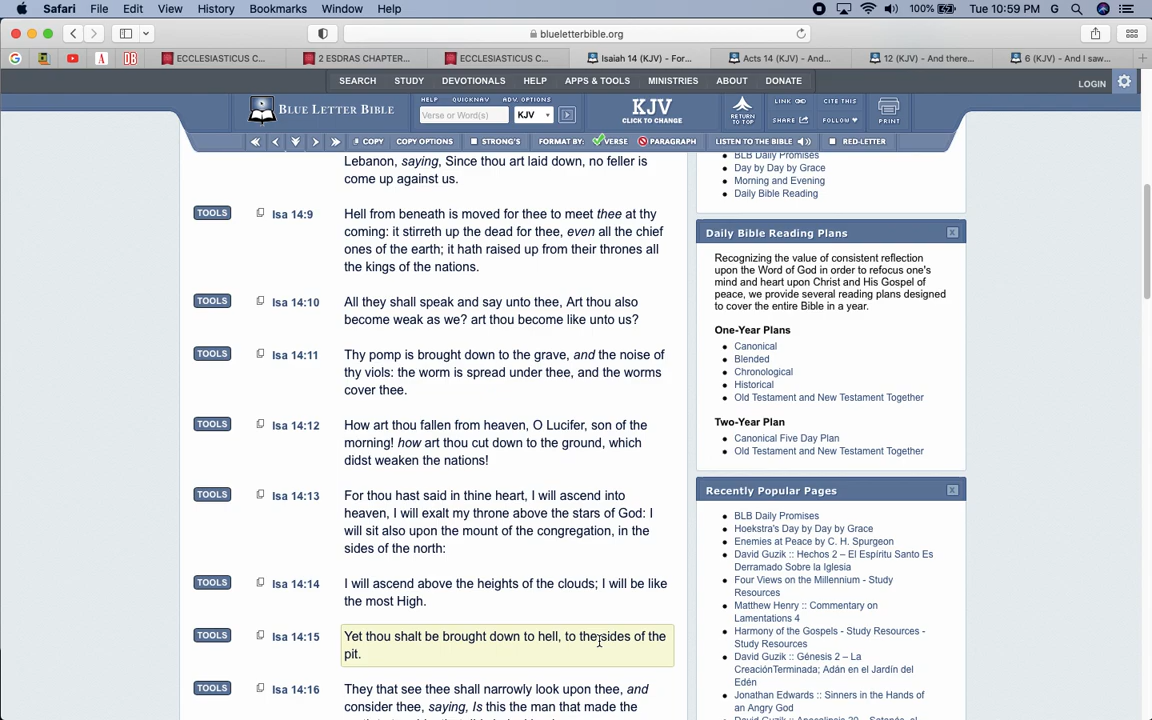 Safari File Edit View History Bookmarks Window Help 100% Tue 10:59 PM G
blueletterbible.org
G A DB ECCLESIASTICUS C... 2 ESDRAS CHAPTER... ECCLESIASTICUS C... Isaiah 14 (KJV) - For... Acts 14 (KJV) - And... 12 (KJV) - And there... 6 (KJV) - And I saw...
SEARCH STUDY DEVOTIONALS HELP APPS & TOOLS MINISTRIES ABOUT DONATE LOGIN
BLUE LETTER BIBLE
HELP QUICKNAV ADV. OPTIONS
Verse or Word(s) KJV
KJV
CLICK TO CHANGE
RETURN
TO TOP
LINK CITE THIS
SHARE FOLLOW
PRINT
COPY COPY OPTIONS STRONG'S FORMAT BY: VERSE PARAGRAPH LISTEN TO THE BIBLE RED-LETTER
Lebanon, saying, Since thou art laid down, no feller is
come up against us.
TOOLS Isa 14:9 Hell from beneath is moved for thee to meet thee at thy
coming: it stirreth up the dead for thee, even all the chief
ones of the earth; it hath raised up from their thrones all
the kings of the nations.
TOOLS Isa 14:10 All they shall speak and say unto thee, Art thou also
become weak as we? art thou become like unto us?
TOOLS Isa 14:11 Thy pomp is brought down to the grave, and the noise of
thy viols: the worm is spread under thee, and the worms
cover thee.
TOOLS Isa 14:12 How art thou fallen from heaven, O Lucifer, son of the
morning! how art thou cut down to the ground, which
didst weaken the nations!
TOOLS Isa 14:13 For thou hast said in thine heart, I will ascend into
heaven, I will exalt my throne above the stars of God: I
will sit also upon the mount of the congregation, in the
sides of the north:
TOOLS Isa 14:14 I will ascend above the heights of the clouds; I will be like
the most High.
TOOLS Isa 14:15 Yet thou shalt be brought down to hell, to the sides of the
pit.
TOOLS Isa 14:16 They that see thee shall narrowly look upon thee, and
consider thee, saying, Is this the man that made the
BLB Daily Promises
Day by Day by Grace
Morning and Evening
Daily Bible Reading
Daily Bible Reading Plans X
Recognizing the value of consistent reflection
upon the Word of God in order to refocus one's
mind and heart upon Christ and His Gospel of
peace, we provide several reading plans designed
to cover the entire Bible in a year.
One-Year Plans
Canonical
Blended
Chronological
Historical
Old Testament and New Testament Together
Two-Year Plan
Canonical Five Day Plan
Old Testament and New Testament Together
Recently Popular Pages X
BLB Daily Promises
Hoekstra's Day by Day by Grace
Enemies at Peace by C. H. Spurgeon
David Guzik :: Hechos 2 – El Espíritu Santo Es
Derramado Sobre la Iglesia
Four Views on the Millennium - Study
Resources
Matthew Henry :: Commentary on
Lamentations 4
Harmony of the Gospels - Study Resources -
Study Resources
David Guzik :: Génesis 2 – La
CreaciónTerminada; Adán en el Jardín del
Edén
Jonathan Edwards :: Sinners in the Hands of
an Angry God